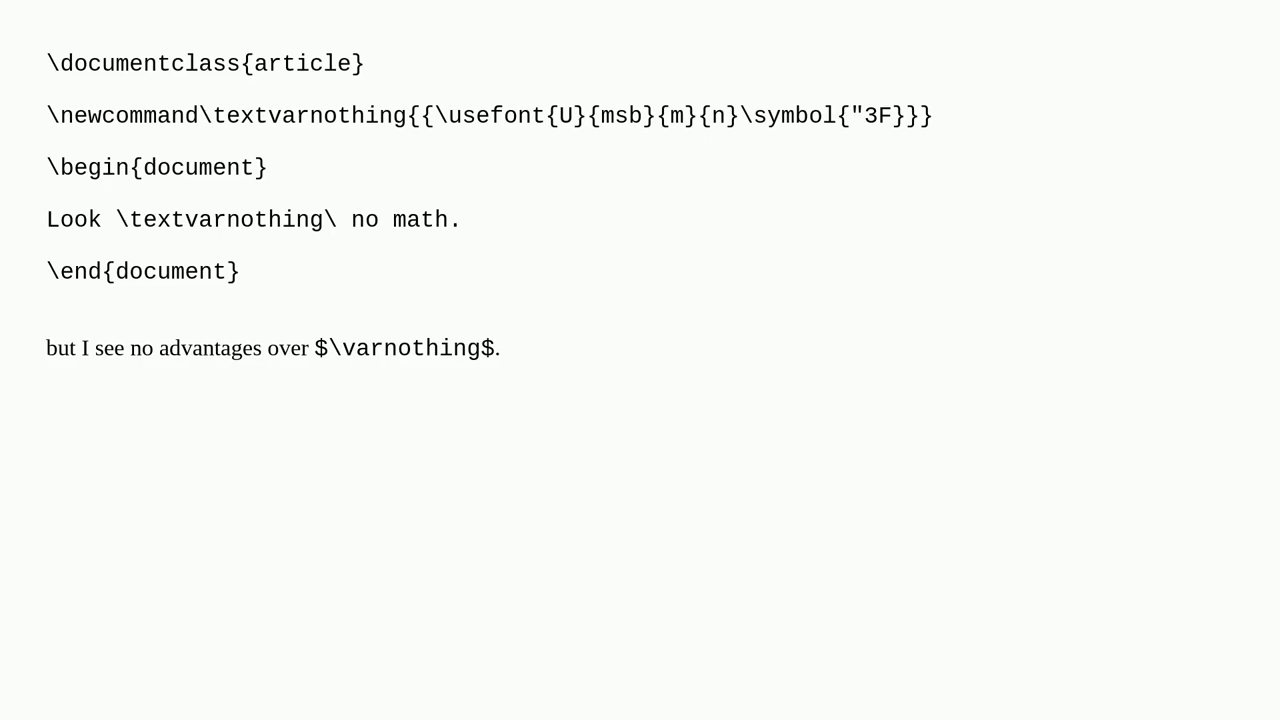 \documentclass{article}
\newcommand\textvarnothing{{\usefont{U}{msb}{m}{n}\symbol{"3F}}}
\begin{document}
Look \textvarnothing\ no math.
\end{document}
but I see no advantages over $\varnothing$.